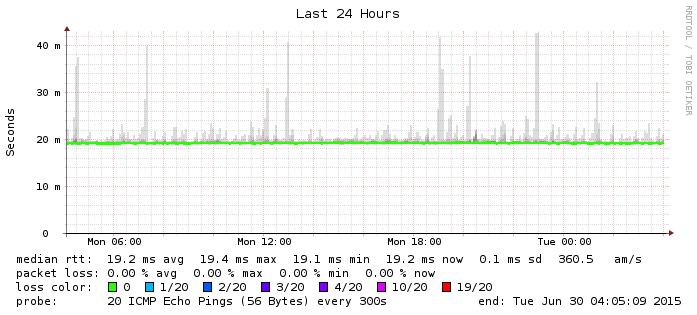 Last 24 Hours
RRDTOOL / TOBI OETIKER
Seconds
40 m
30 m
20 m
10 m
0
Mon 06:00 Mon 12:00 Mon 18:00 Tue 00:00
median rtt: 19.2 ms avg 19.4 ms max 19.1 ms min 19.2 ms now 0.1 ms sd 360.5 am/s
packet loss: 0.00 % avg 0.00 % max 0.00 % min 0.00 % now
loss color: 0 1/20 2/20 3/20 4/20 10/20 19/20
probe: 20 ICMP Echo Pings (56 Bytes) every 300s end: Tue Jun 30 04:05:09 2015